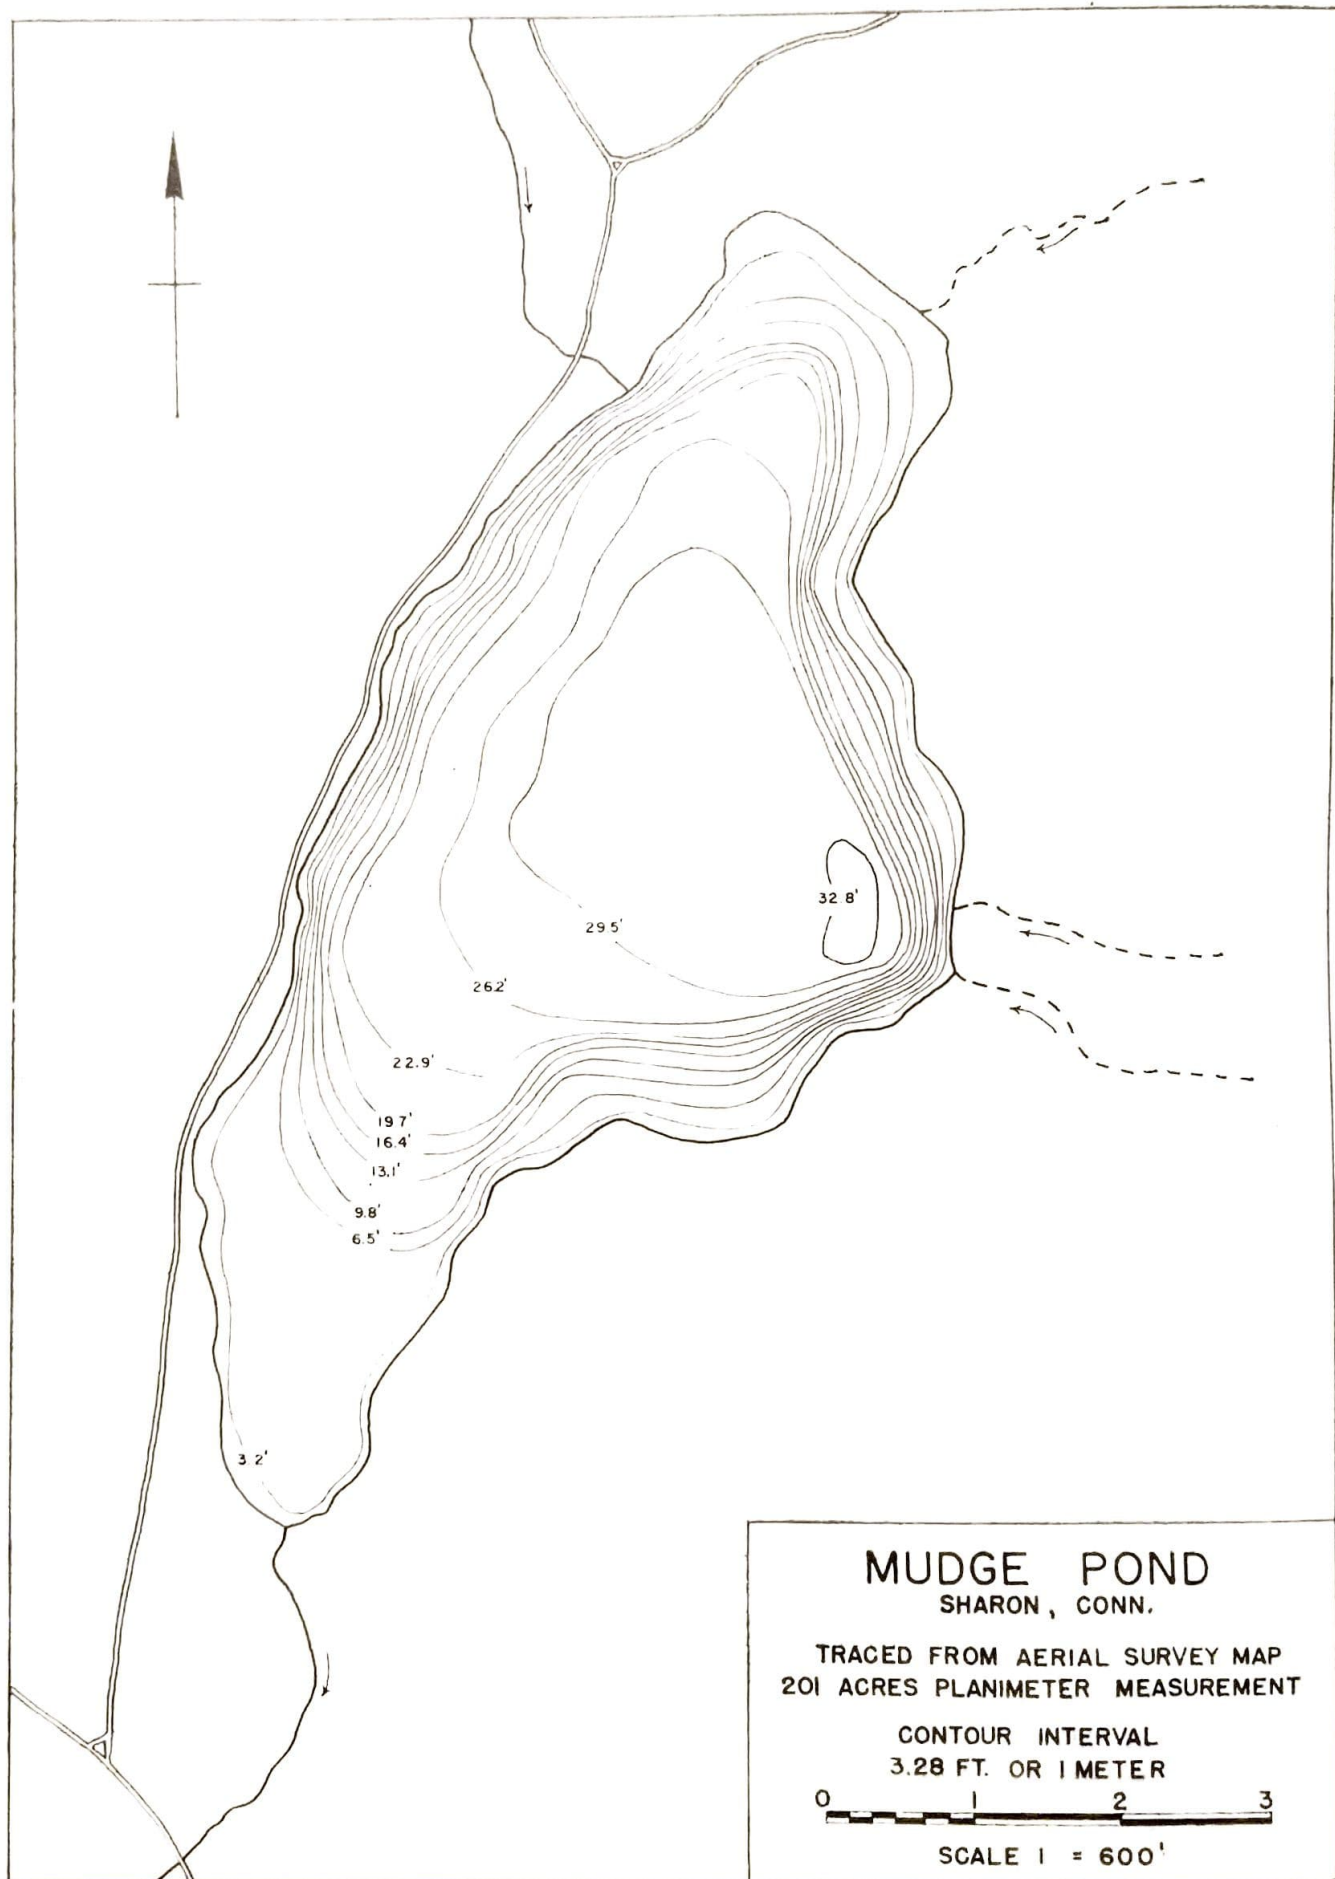 32.8'
29.5'
26.2'
22.9'
19.7'
16.4'
13.1'
9.8'
6.5'
3.2'
MUDGE POND
SHARON, CONN.
TRACED FROM AERIAL SURVEY MAP
201 ACRES PLANIMETER MEASUREMENT
CONTOUR INTERVAL
3.28 FT. OR 1 METER
0 1 2 3
SCALE 1 = 600'